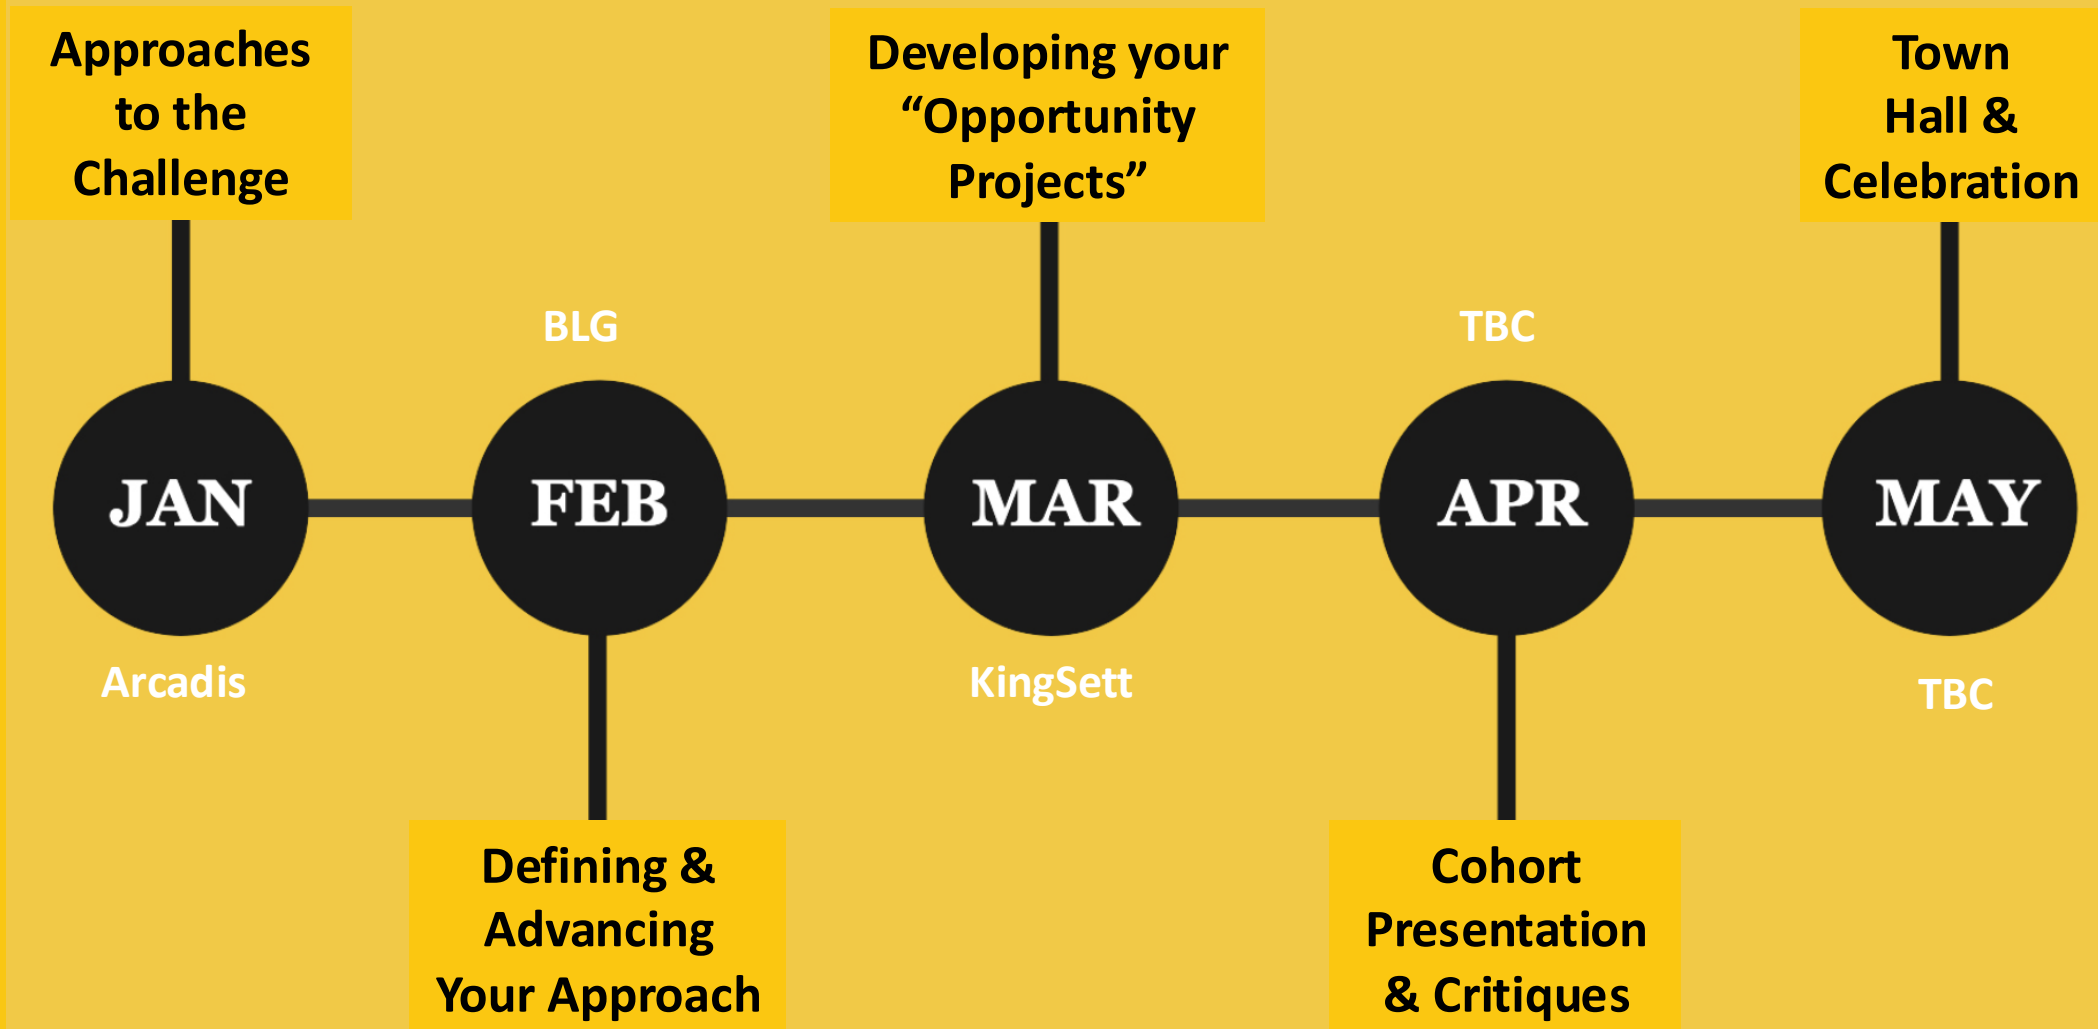 Approaches
to the
Challenge
Developing your
“Opportunity
Projects”
Town
Hall &
Celebration
BLG
TBC
JAN
FEB
MAR
APR
MAY
Arcadis
KingSett
TBC
Defining &
Advancing
Your Approach
Cohort
Presentation
& Critiques